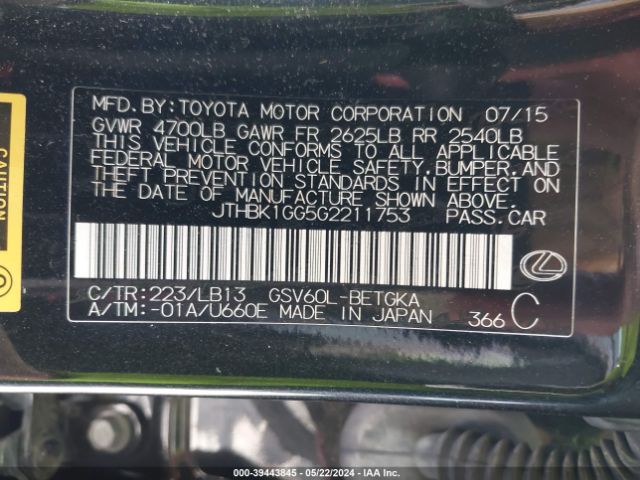 MFD.BY:TOYOTA MOTOR CORPORATION 07/15
GVWR 4700LB GAWR FR 2625LB RR 2540LB
THIS VEHICLE CONFORMS TO ALL APPLICABLE
FEDERAL MOTOR VEHICLE SAFETY,BUMPER,AND
THEFT PREVENTION STANDARDS IN EFFECT ON
THE DATE OF MANUFACTURE SHOWN ABOVE.
JTHBK1GG5G2211753 PASS.CAR
C/TR:223/LB13 GSV60L-BETGKA
A/TM:-01A/U660E MADE IN JAPAN 366 C
CAUTION
000-39443845 - 05/22/2024 - IAA Inc.